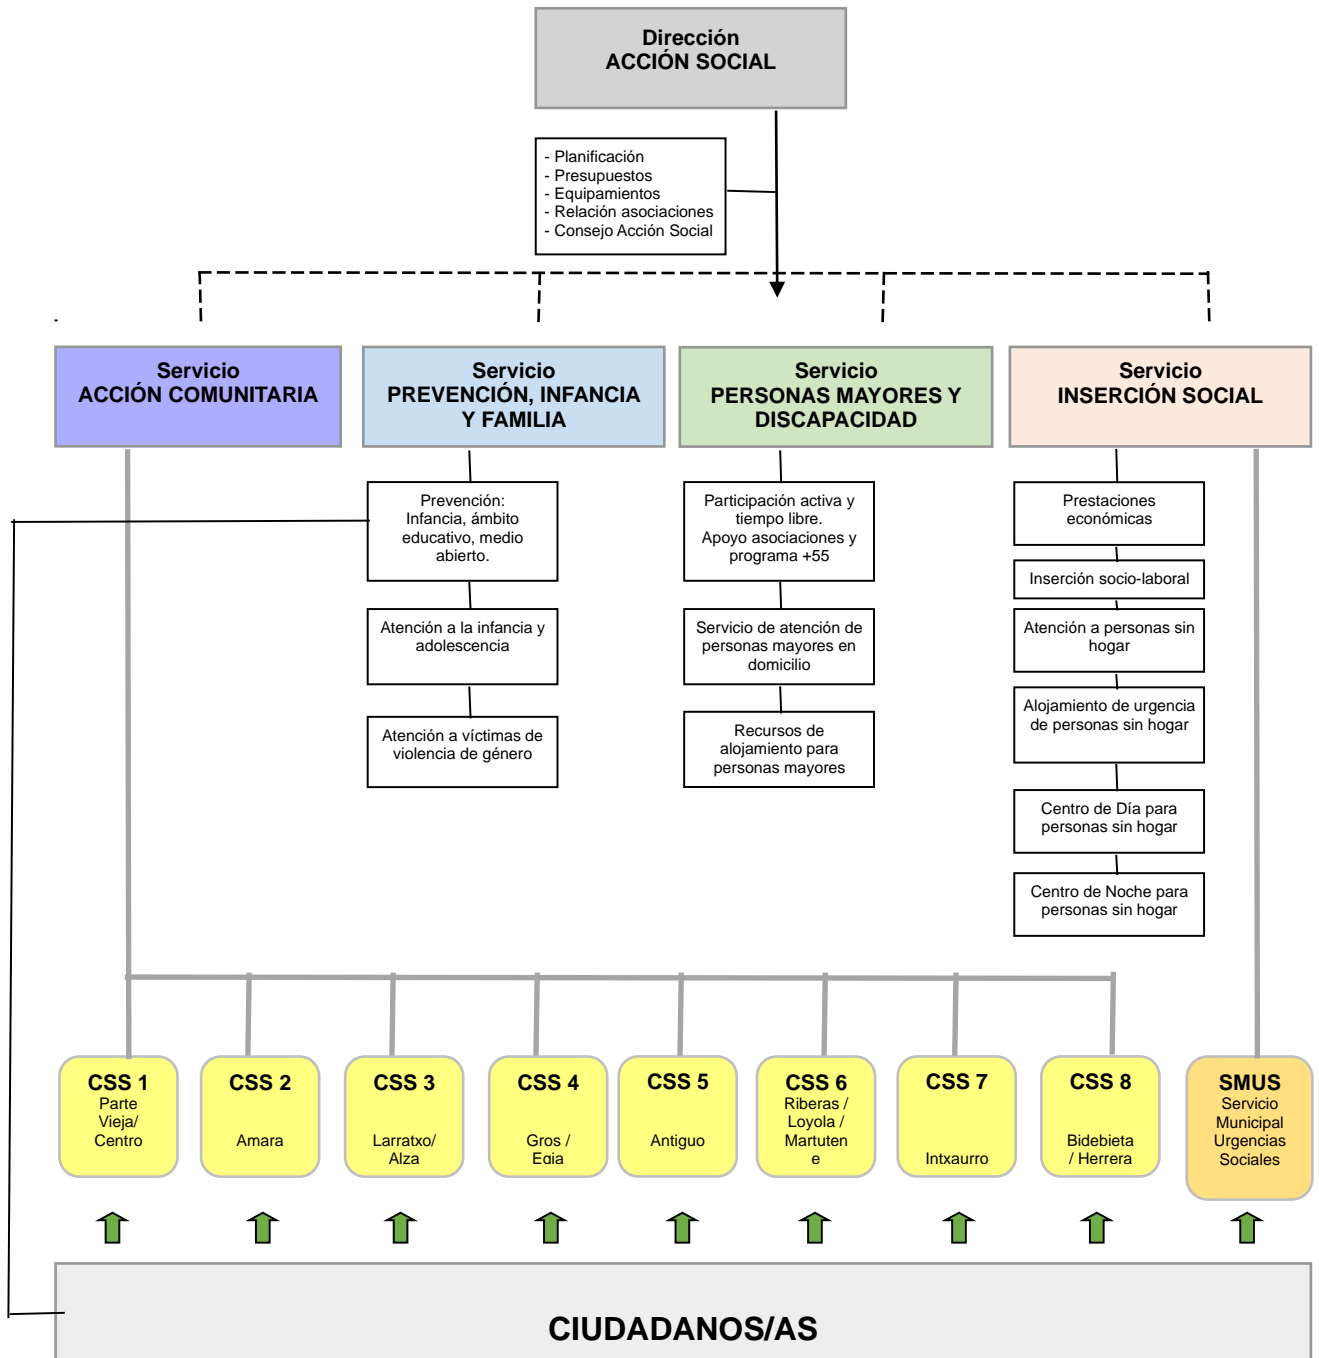 Dirección
ACCIÓN SOCIAL
- Planificación
- Presupuestos
- Equipamientos
- Relación asociaciones
- Consejo Acción Social
Servicio
ACCIÓN COMUNITARIA
Servicio
PREVENCIÓN, INFANCIA
Y FAMILIA
Servicio
PERSONAS MAYORES Y
DISCAPACIDAD
Servicio
INSERCIÓN SOCIAL
Prevención:
Infancia, ámbito
educativo, medio
abierto.
Atención a la infancia y
adolescencia
Atención a víctimas de
violencia de género
Participación activa y
tiempo libre.
Apoyo asociaciones y
programa +55
Servicio de atención de
personas mayores en
domicilio
Recursos de
alojamiento para
personas mayores
Prestaciones
económicas
Inserción socio-laboral
Atención a personas sin
hogar
Alojamiento de urgencia
de personas sin hogar
Centro de Día para
personas sin hogar
Centro de Noche para
personas sin hogar
CSS 1
Parte
Vieja/
Centro
CSS 2
Amara
CSS 3
Larratxo/
Alza
CSS 4
Gros /
Egia
CSS 5
Antiguo
CSS 6
Riberas /
Loyola /
Martuten
e
CSS 7
Intxaurro
CSS 8
Bidebieta
/ Herrera
SMUS
Servicio
Municipal
Urgencias
Sociales
CIUDADANOS/AS